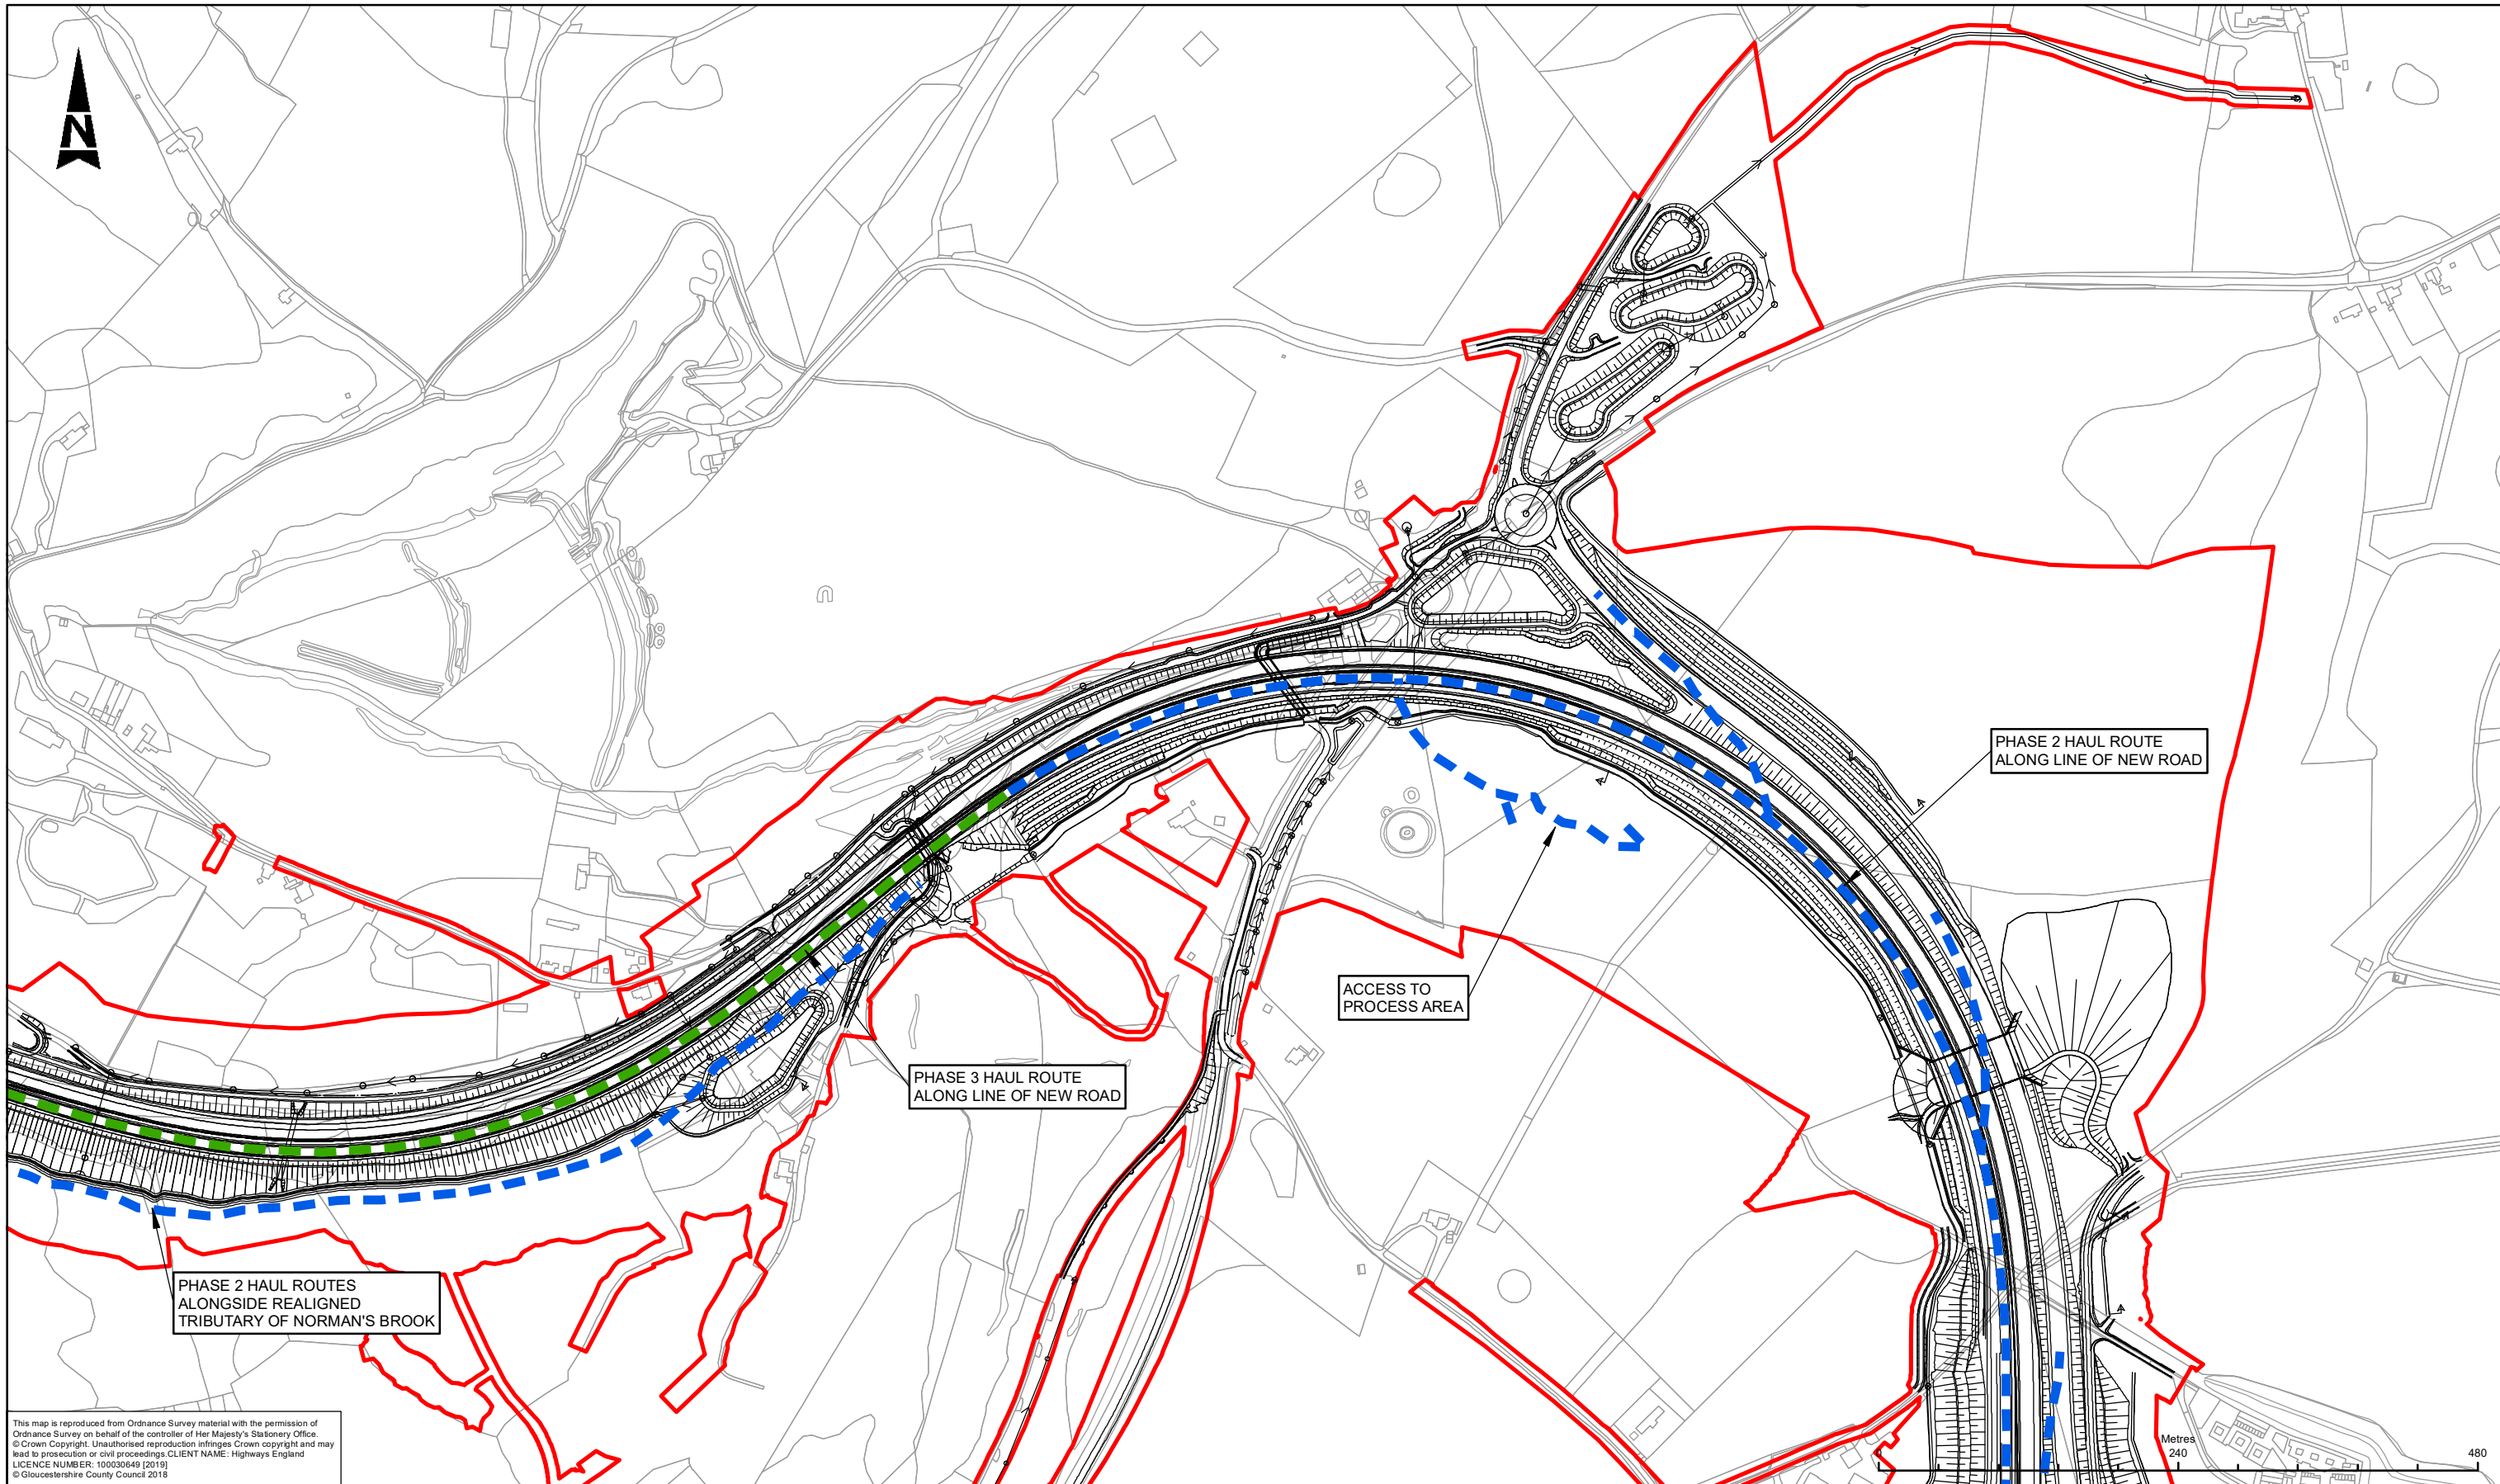 N
PHASE 2 HAUL ROUTE
ALONG LINE OF NEW ROAD
ACCESS TO
PROCESS AREA
PHASE 3 HAUL ROUTE
ALONG LINE OF NEW ROAD
PHASE 2 HAUL ROUTES
ALONGSIDE REALIGNED
TRIBUTARY OF NORMAN'S BROOK
This map is reproduced from Ordnance Survey material with the permission of
Ordnance Survey on behalf of the controller of Her Majesty's Stationery Office.
© Crown Copyright. Unauthorised reproduction infringes Crown copyright and may
lead to prosecution or civil proceedings.CLIENT NAME: Highways England
LICENCE NUMBER: 100030649 [2019]
© Gloucestershire County Council 2018
Metres
0 240 480